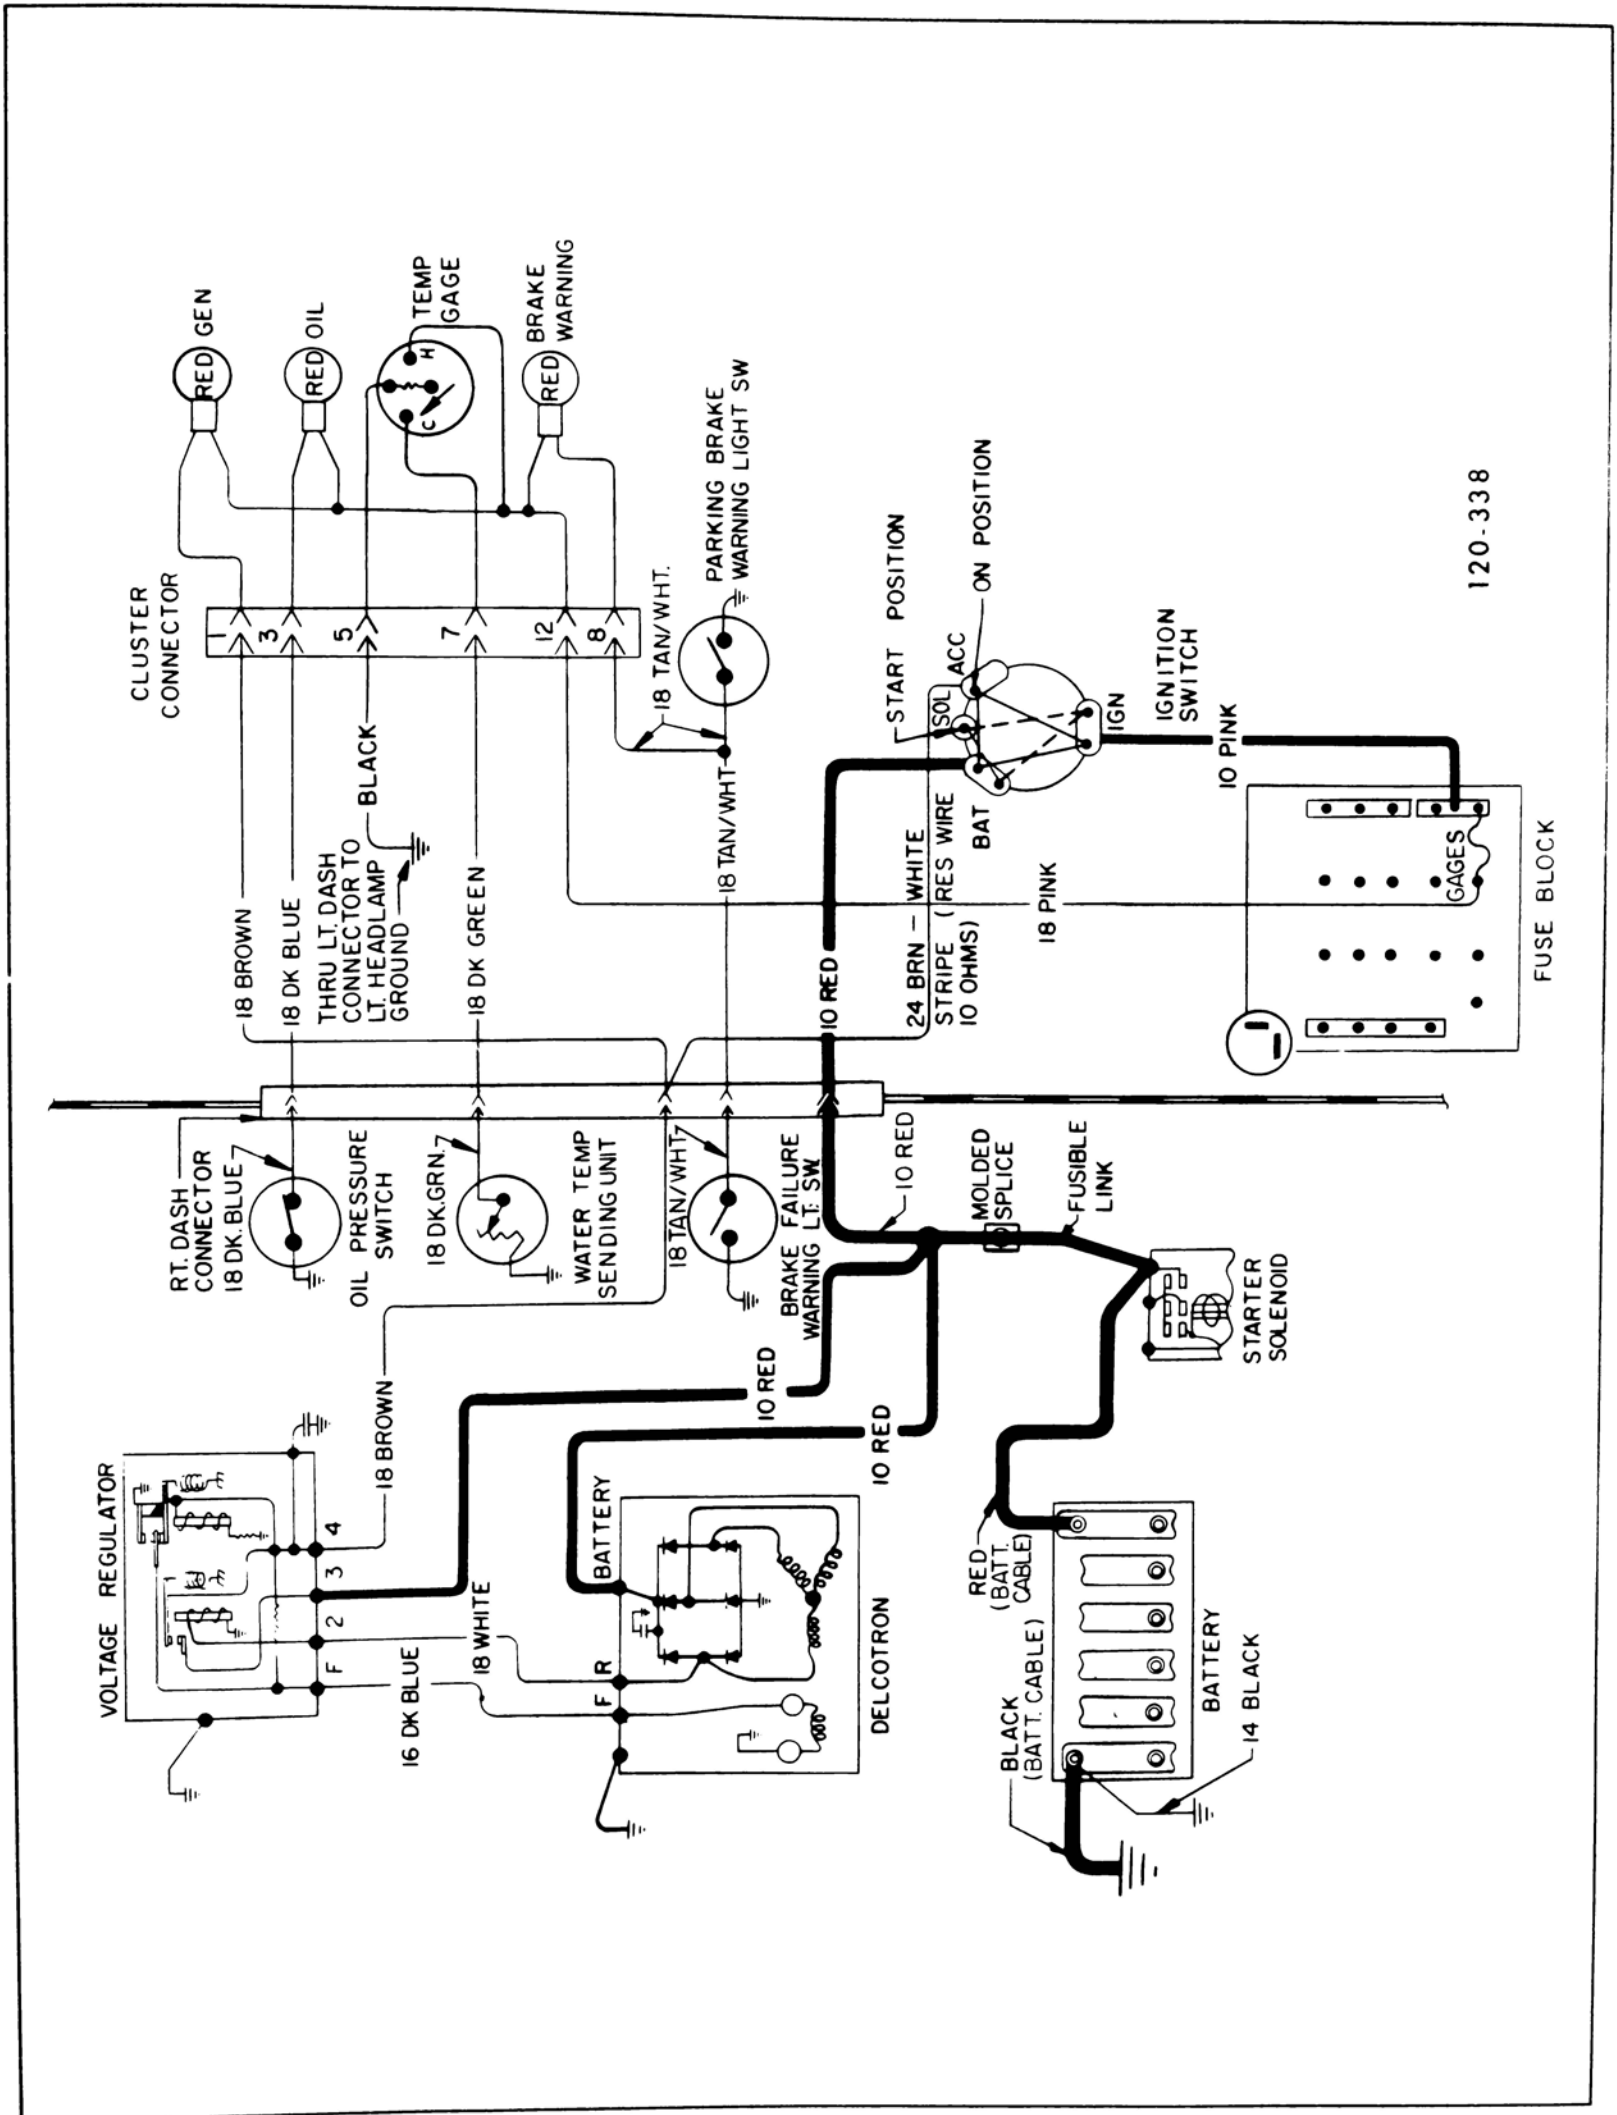 RED GEN
RED OIL
TEMP
GAGE
H
C
BRAKE
WARNING
RED
CLUSTER
CONNECTOR
1
3
5
7
12
8
18 TAN/WHT.
PARKING BRAKE
WARNING LIGHT SW
18 BROWN
18 DK BLUE
BLACK
THRU LT. DASH
CONNECTOR TO
LT. HEADLAMP
GROUND
18 DK GREEN
18 TAN/WHT
START POSITION
ON POSITION
ACC
SOL
BAT
IGN
IGNITION
SWITCH
10 PINK
10 RED
24 BRN - WHITE
STRIPE (RES WIRE
10 OHMS)
18 PINK
GAGES
FUSE BLOCK
120-338
RT. DASH
CONNECTOR
18 DK. BLUE
OIL PRESSURE
SWITCH
18 DK.GRN.
WATER TEMP
SENDING UNIT
18 TAN/WHT
BRAKE FAILURE
WARNING LT. SW.
10 RED
MOLDED
SPLICE
FUSIBLE
LINK
STARTER
SOLENOID
VOLTAGE REGULATOR
4
3
2
F
18 BROWN
10 RED
10 RED
16 DK BLUE
18 WHITE
BATTERY
R
F
DELCOTRON
RED
(BATT.
CABLE)
BLACK
(BATT. CABLE)
BATTERY
14 BLACK